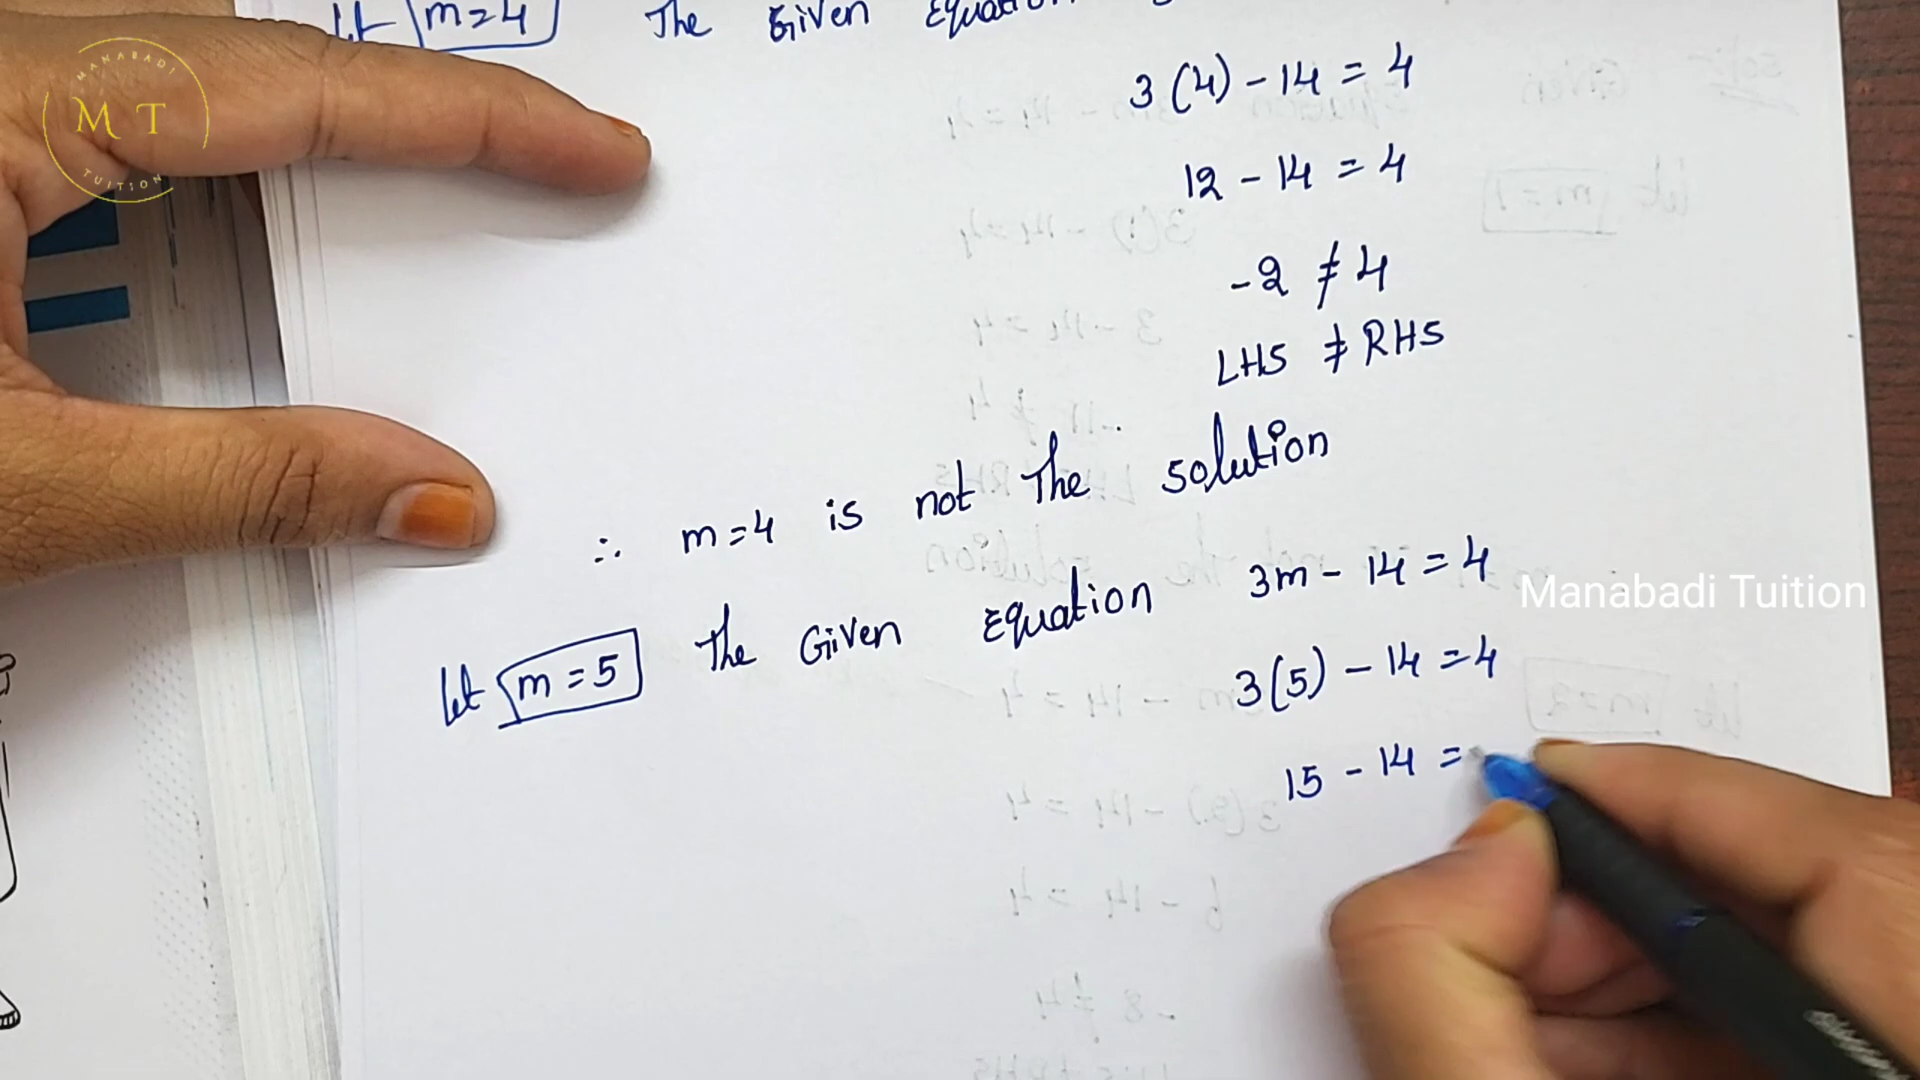 MANABADI
M T
TUITION
let m=4 The Given Equation
3(4) - 14 = 4
12 - 14 = 4
-2 ≠ 4
LHS ≠ RHS
∴ m=4 is not The solution
Let m=5 The Given Equation 3m - 14 = 4
Manabadi Tuition
3(5) - 14 = 4
15 - 14 =